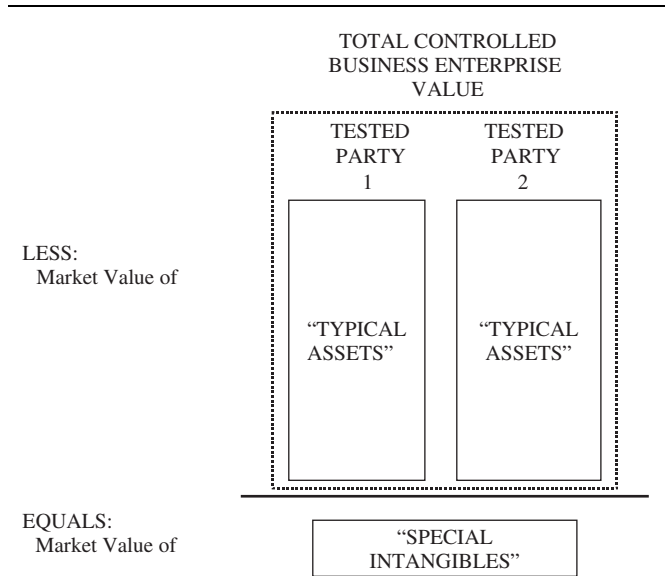 TOTAL CONTROLLED
BUSINESS ENTERPRISE
VALUE
TESTED
PARTY
1
TESTED
PARTY
2
LESS:
Market Value of
“TYPICAL
ASSETS”
“TYPICAL
ASSETS”
EQUALS:
Market Value of
“SPECIAL
INTANGIBLES”